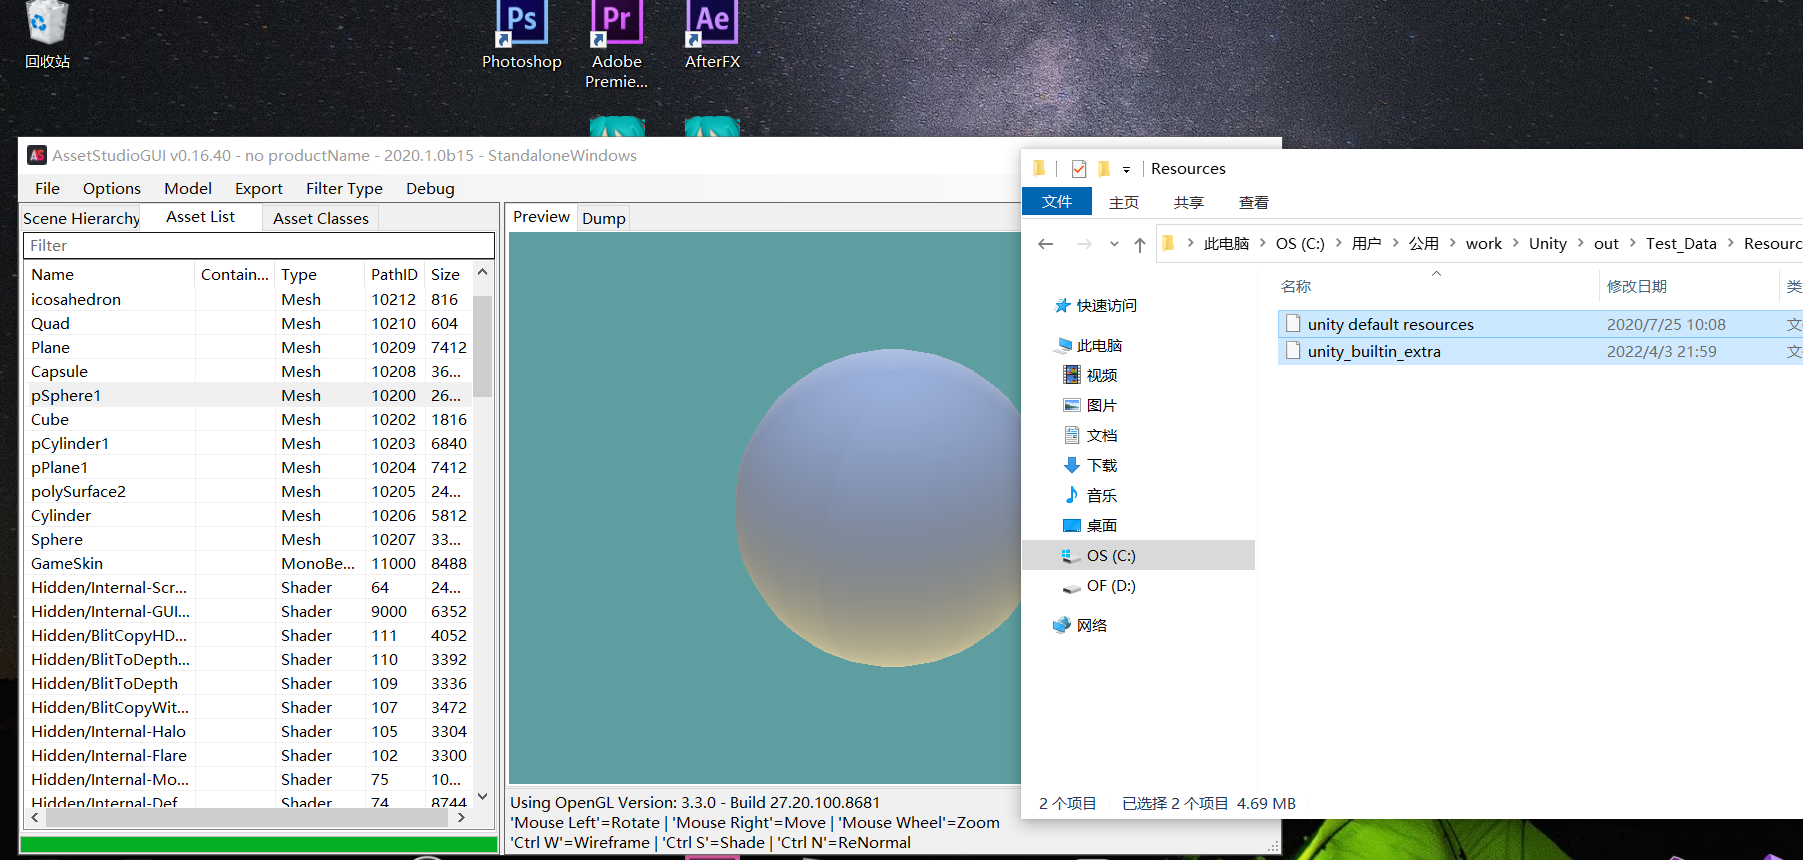 回收站
Photoshop
Adobe
Premie...
AfterFX
AssetStudioGUI v0.16.40 - no productName - 2020.1.0b15 - StandaloneWindows
File Options Model Export Filter Type Debug
Scene Hierarchy Asset List Asset Classes
Filter
Name Contain... Type PathID Size
icosahedron Mesh 10212 816
Quad Mesh 10210 604
Plane Mesh 10209 7412
Capsule Mesh 10208 36...
pSphere1 Mesh 10200 26...
Cube Mesh 10202 1816
pCylinder1 Mesh 10203 6840
pPlane1 Mesh 10204 7412
polySurface2 Mesh 10205 24...
Cylinder Mesh 10206 5812
Sphere Mesh 10207 33...
GameSkin MonoBe... 11000 8488
Hidden/Internal-Scr... Shader 64 24...
Hidden/Internal-GUI... Shader 9000 6352
Hidden/BlitCopyHD... Shader 111 4052
Hidden/BlitToDepth... Shader 110 3392
Hidden/BlitToDepth Shader 109 3336
Hidden/BlitCopyWit... Shader 107 3472
Hidden/Internal-Halo Shader 105 3304
Hidden/Internal-Flare Shader 102 3300
Hidden/Internal-Mo... Shader 75 10...
Hidden/Internal-Def Shader 74 8744
Preview Dump
Using OpenGL Version: 3.3.0 - Build 27.20.100.8681
'Mouse Left'=Rotate | 'Mouse Right'=Move | 'Mouse Wheel'=Zoom
'Ctrl W'=Wireframe | 'Ctrl S'=Shade | 'Ctrl N'=ReNormal
Resources
文件 主页 共享 查看
此电脑 OS (C:) 用户 公用 work Unity out Test_Data Resourc
名称 修改日期 类
unity default resources 2020/7/25 10:08 文
unity_builtin_extra 2022/4/3 21:59 文
快速访问
此电脑
视频
图片
文档
下载
音乐
桌面
OS (C:)
OF (D:)
网络
2 个项目 已选择 2 个项目 4.69 MB
Ps
Pr
Ae
AS